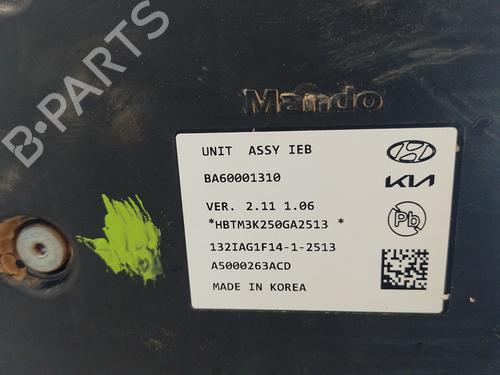 B-PARTS
Mando
UNIT ASSY IEB
BA60001310
VER. 2.11 1.06
*HBTM3K250GA2513 *
132IAG1F14-1-2513
A5000263ACD
MADE IN KOREA
KIA
Pb